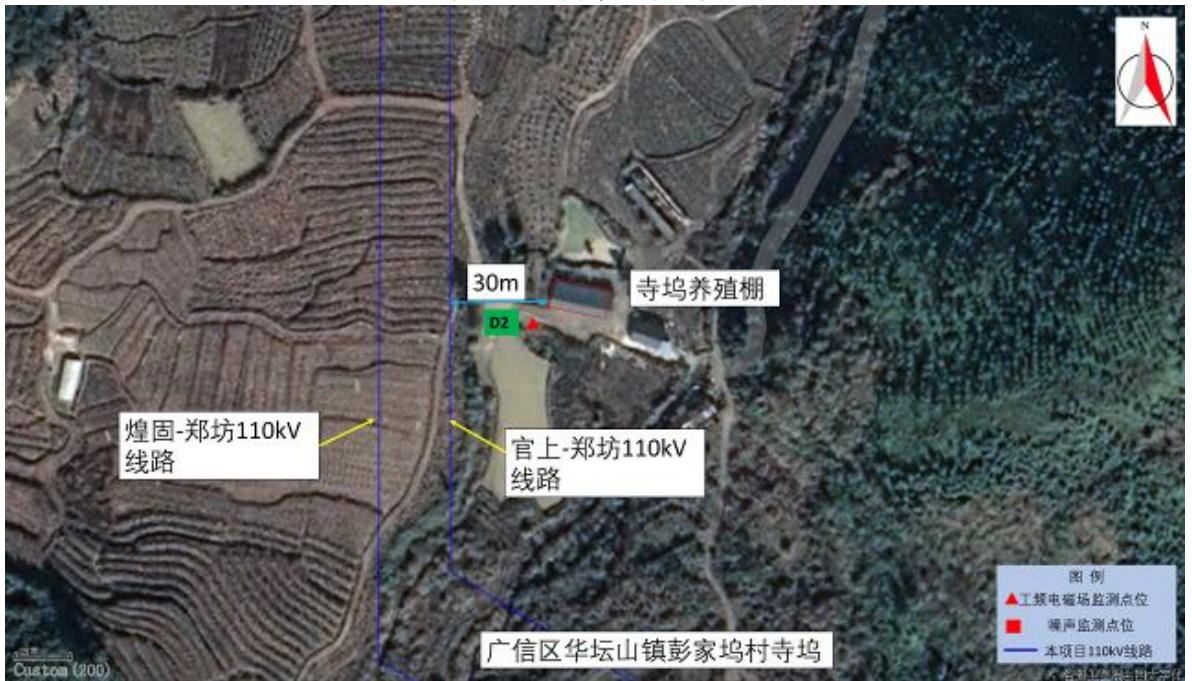 N
30m
寺坞养殖棚
D2
煌固-郑坊110kV
线路
官上-郑坊110kV
线路
图 例
工频电磁场监测点位
噪声监测点位
本项目110kV线路
广信区华坛山镇彭家坞村寺坞
Custom (200)